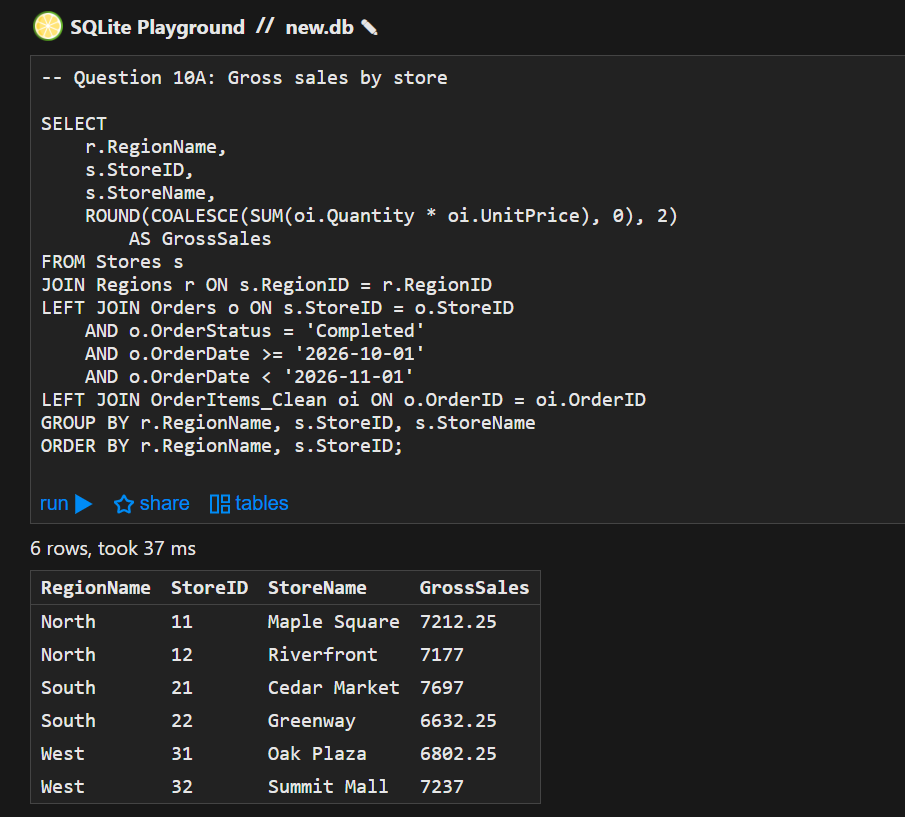 SQLite Playground // new.db
-- Question 10A: Gross sales by store
SELECT
    r.RegionName,
    s.StoreID,
    s.StoreName,
    ROUND(COALESCE(SUM(oi.Quantity * oi.UnitPrice), 0), 2)
        AS GrossSales
FROM Stores s
JOIN Regions r ON s.RegionID = r.RegionID
LEFT JOIN Orders o ON s.StoreID = o.StoreID
    AND o.OrderStatus = 'Completed'
    AND o.OrderDate >= '2026-10-01'
    AND o.OrderDate < '2026-11-01'
LEFT JOIN OrderItems_Clean oi ON o.OrderID = oi.OrderID
GROUP BY r.RegionName, s.StoreID, s.StoreName
ORDER BY r.RegionName, s.StoreID;
run share tables
6 rows, took 37 ms
RegionName StoreID StoreName GrossSales
North 11 Maple Square 7212.25
North 12 Riverfront 7177
South 21 Cedar Market 7697
South 22 Greenway 6632.25
West 31 Oak Plaza 6802.25
West 32 Summit Mall 7237